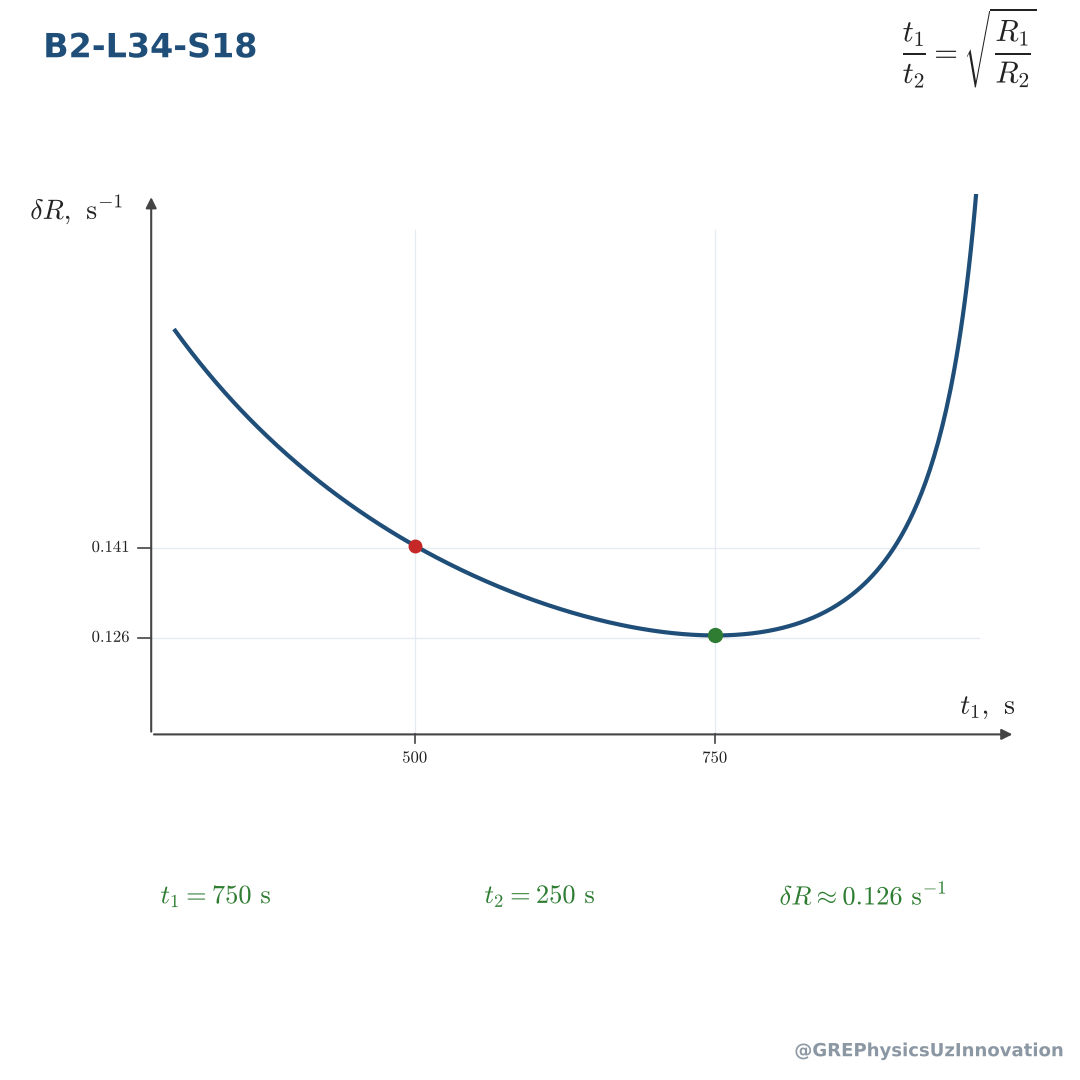 B2-L34-S18
t₁/t₂ = √(R₁/R₂)
δR, s⁻¹
0.141
0.126
t₁, s
500 750
t₁ = 750 s t₂ = 250 s δR ≈ 0.126 s⁻¹
@GREPhysicsUzInnovation